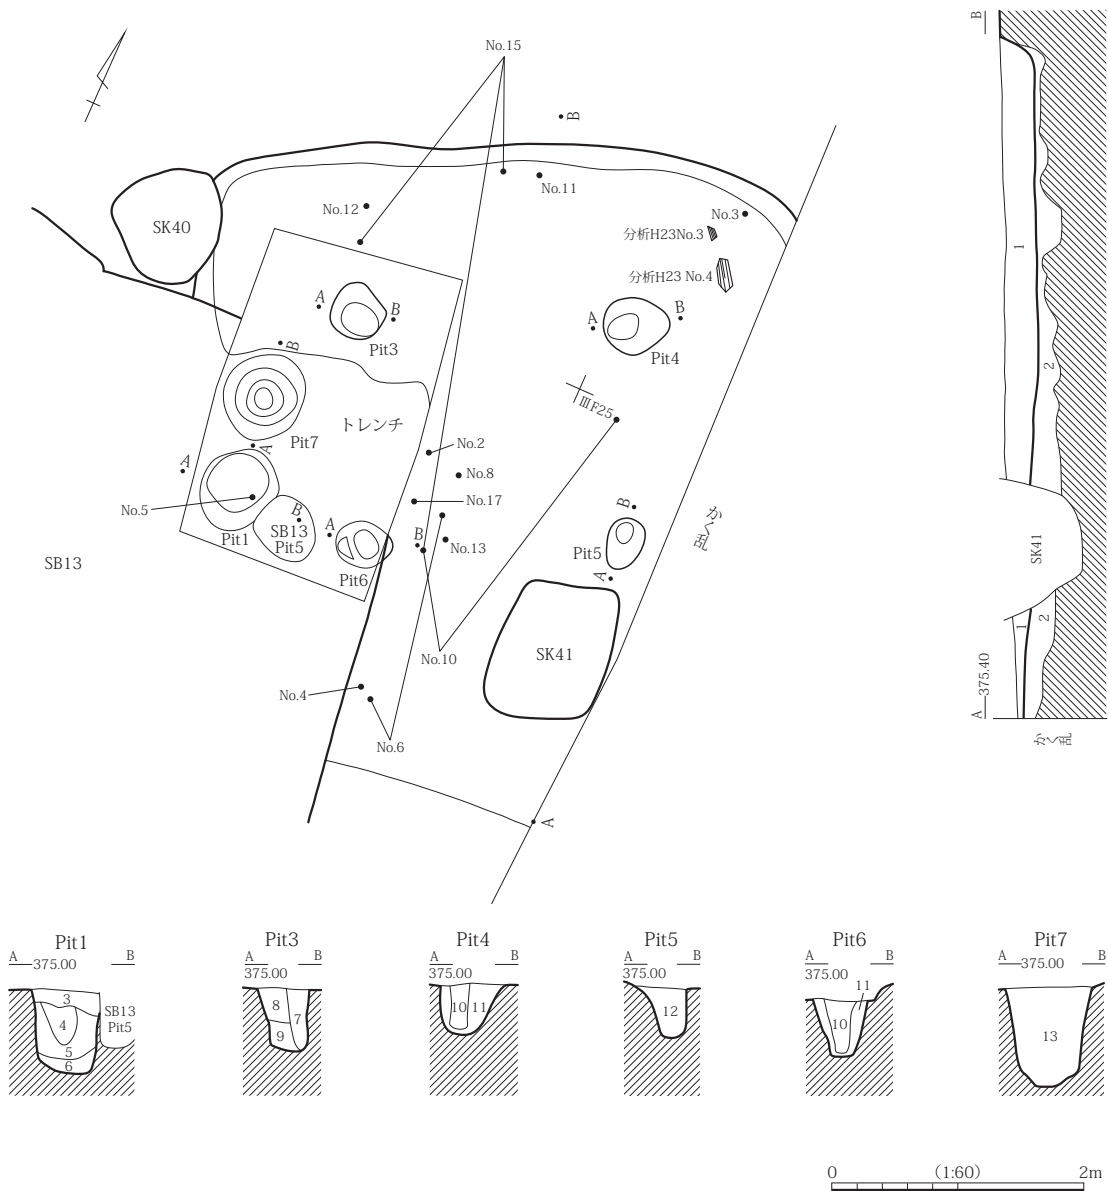 No.15
B
B
No.11
No.12
No.3
SK40
分析H23No.3
分析H23 No.4
1
A
B
Pit3
A
B
Pit4
B
ⅢF25
2
トレンチ
Pit7
A
A
No.2
No.8
No.17
No.5
B
SB13
Pit5
Pit1
A
Pit6
B
No.13
B
Pit5
A
かく乱
SB13
SK41
SK41
No.10
No.4
No.6
1
2
A 375.40
かく乱
A
Pit1
A 375.00 B
3
4
5
6
SB13
Pit5
Pit3
A B
375.00
8
7
9
Pit4
A B
375.00
10 11
Pit5
A B
375.00
12
Pit6
A B
375.00
11
10
Pit7
A 375.00 B
13
0 (1:60) 2m